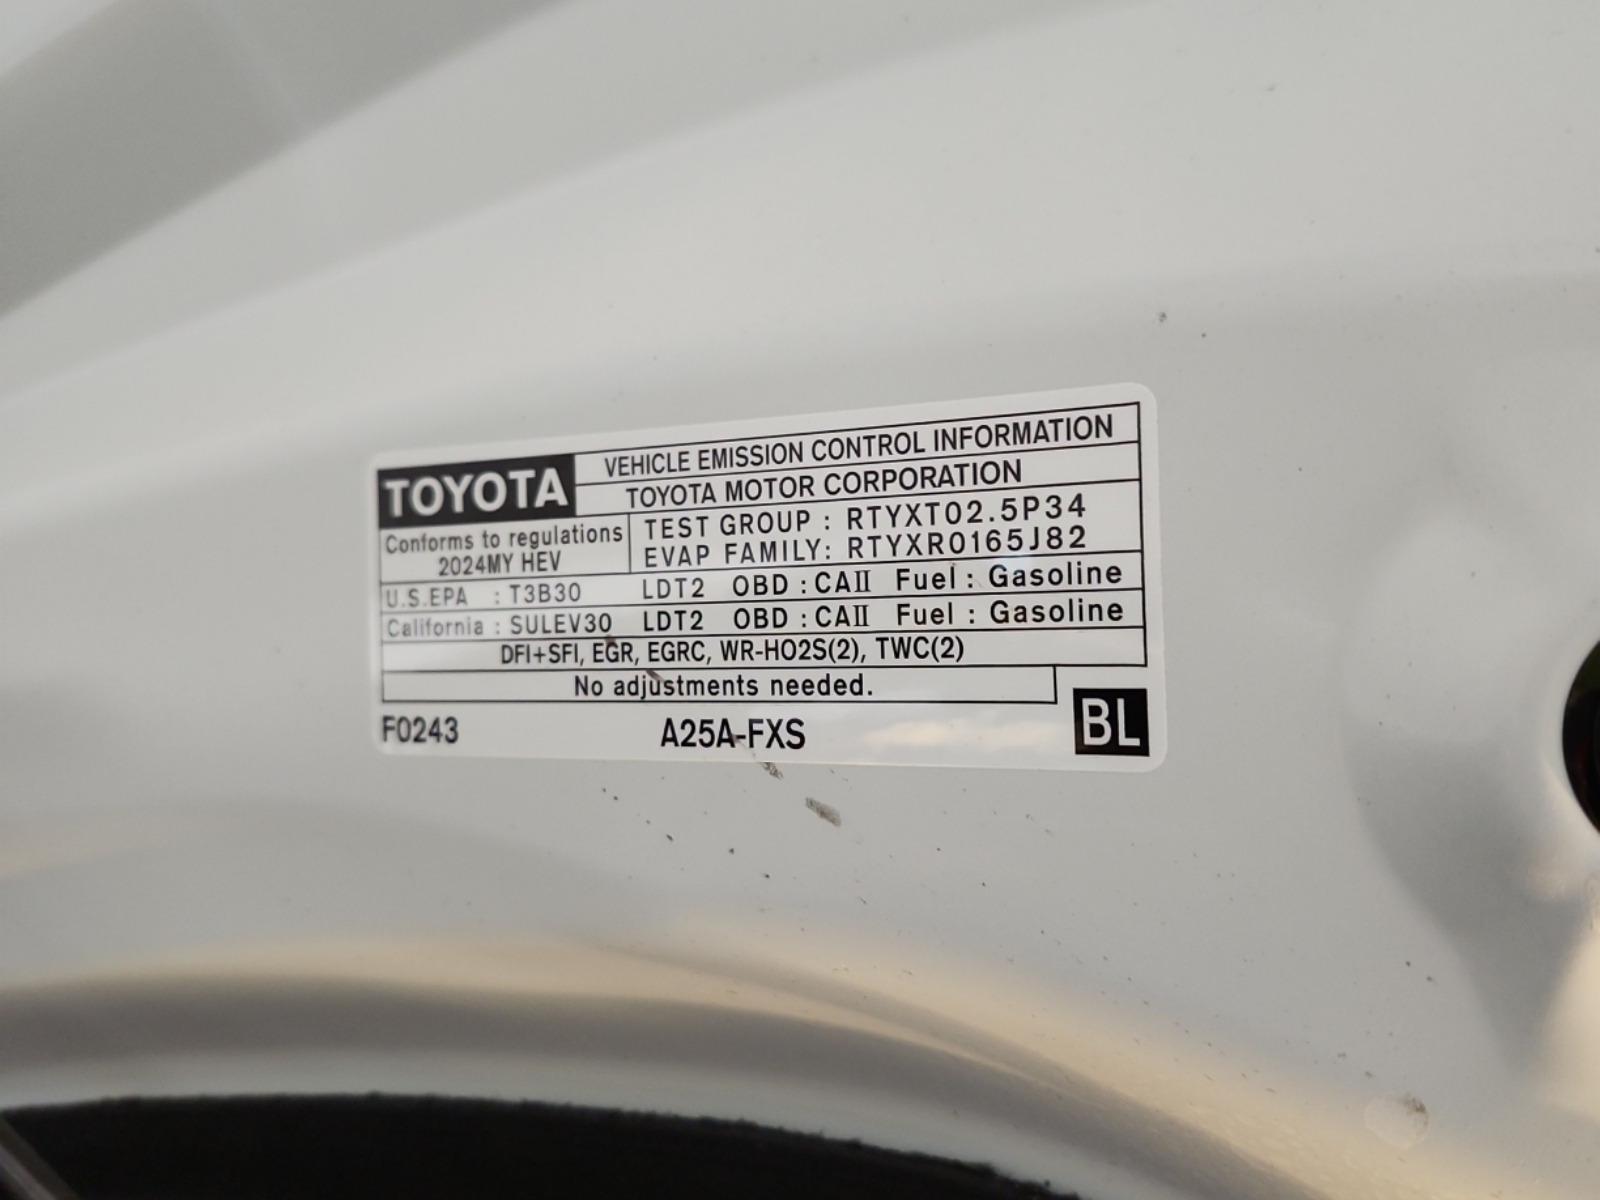 TOYOTA
VEHICLE EMISSION CONTROL INFORMATION
TOYOTA MOTOR CORPORATION
Conforms to regulations
2024MY HEV
TEST GROUP : RTYXT02.5P34
EVAP FAMILY: RTYXR0165J82
U.S.EPA : T3B30 LDT2 OBD : CAII Fuel : Gasoline
California : SULEV30 LDT2 OBD : CAII Fuel : Gasoline
DFI+SFI, EGR, EGRC, WR-HO2S(2), TWC(2)
No adjustments needed.
F0243 A25A-FXS BL